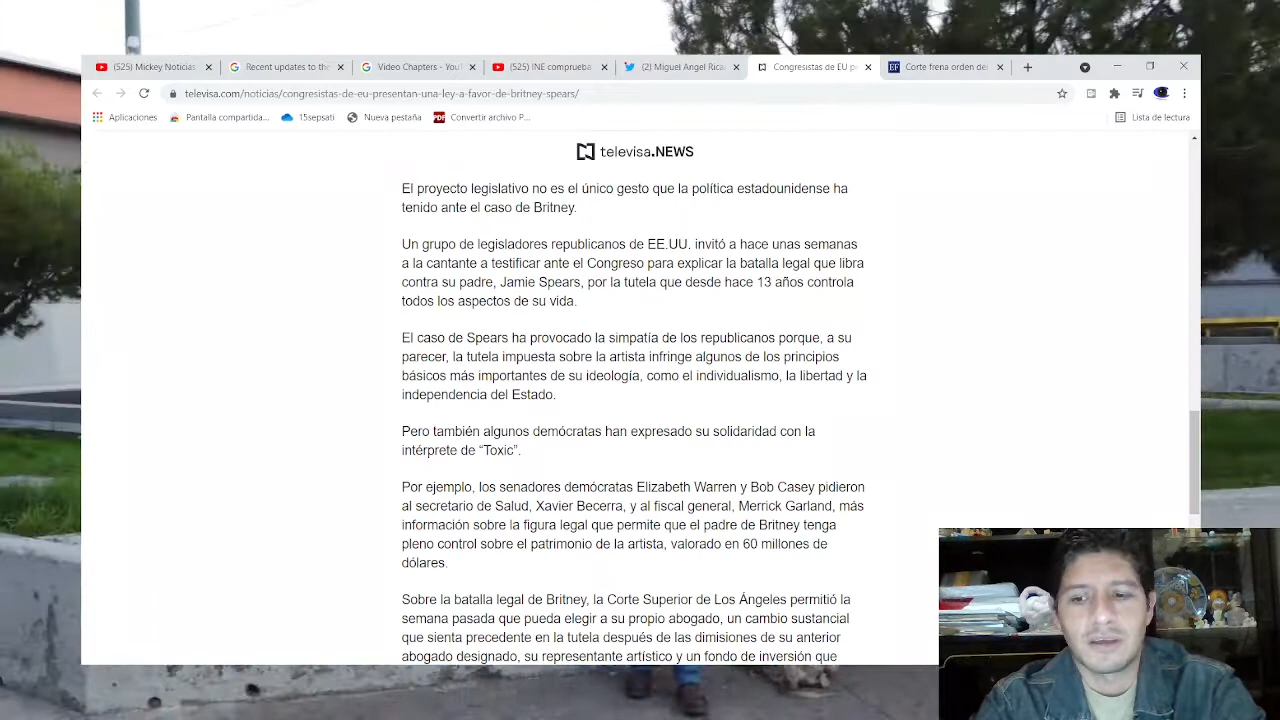 (525) Mickey Noticias
Recent updates to the
Video Chapters - YouT
(525) INE comprueba
(2) Miguel Angel Rica
Congresistas de EU p
Corte frena orden de
televisa.com/noticias/congresistas-de-eu-presentan-una-ley-a-favor-de-britney-spears/
Aplicaciones
Pantalla compartida...
15sepsati
Nueva pestaña
PDF
Convertir archivo P...
Lista de lectura
televisa.NEWS
El proyecto legislativo no es el único gesto que la política estadounidense ha
tenido ante el caso de Britney.
Un grupo de legisladores republicanos de EE.UU. invitó a hace unas semanas
a la cantante a testificar ante el Congreso para explicar la batalla legal que libra
contra su padre, Jamie Spears, por la tutela que desde hace 13 años controla
todos los aspectos de su vida.
El caso de Spears ha provocado la simpatía de los republicanos porque, a su
parecer, la tutela impuesta sobre la artista infringe algunos de los principios
básicos más importantes de su ideología, como el individualismo, la libertad y la
independencia del Estado.
Pero también algunos demócratas han expresado su solidaridad con la
intérprete de “Toxic”.
Por ejemplo, los senadores demócratas Elizabeth Warren y Bob Casey pidieron
al secretario de Salud, Xavier Becerra, y al fiscal general, Merrick Garland, más
información sobre la figura legal que permite que el padre de Britney tenga
pleno control sobre el patrimonio de la artista, valorado en 60 millones de
dólares.
Sobre la batalla legal de Britney, la Corte Superior de Los Ángeles permitió la
semana pasada que pueda elegir a su propio abogado, un cambio sustancial
que sienta precedente en la tutela después de las dimisiones de su anterior
abogado designado, su representante artístico y un fondo de inversión que